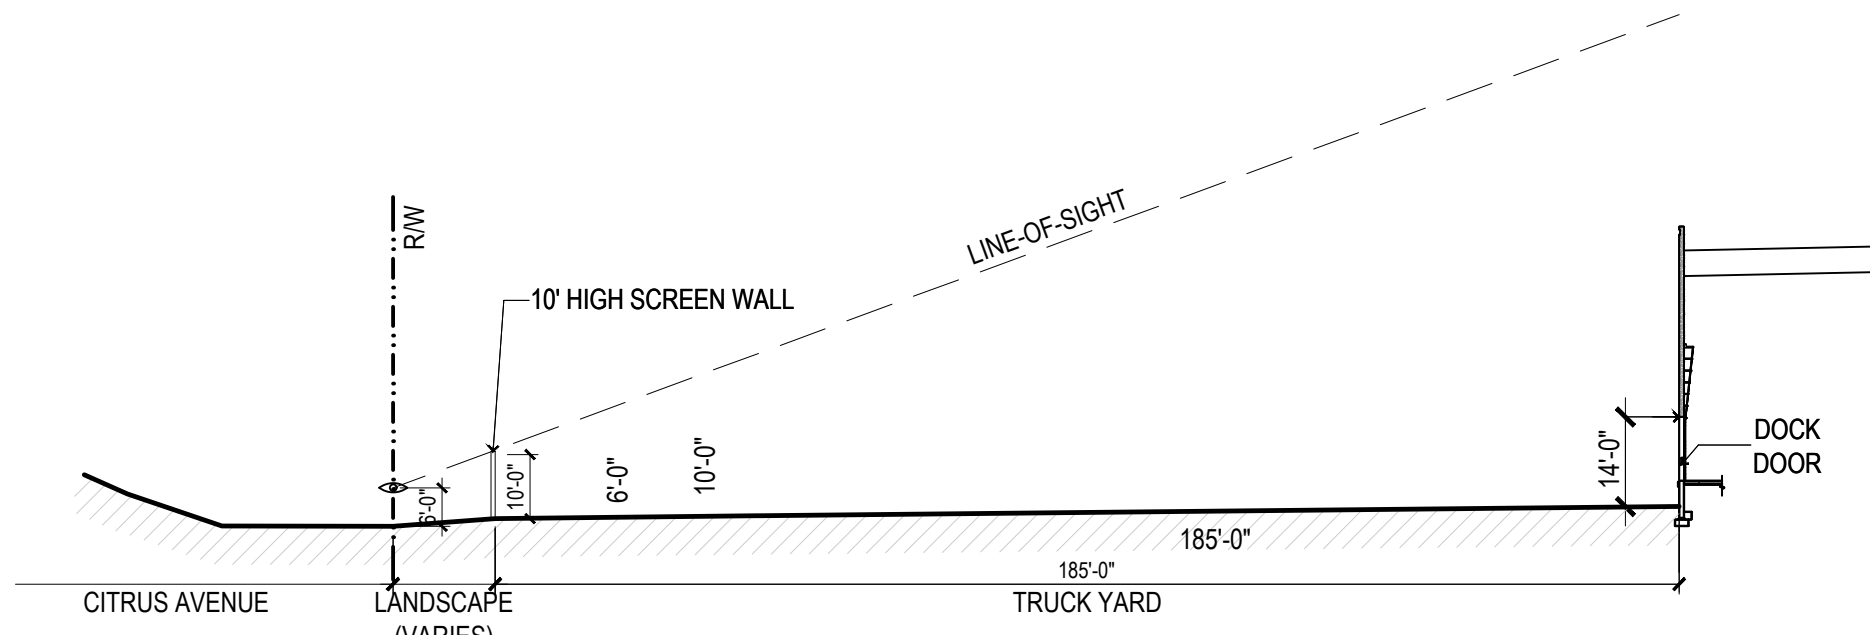 R/W
LINE-OF-SIGHT
10' HIGH SCREEN WALL
6'-0"
10'-0"
6'-0"
10'-0"
14'-0"
DOCK
DOOR
185'-0"
185'-0"
CITRUS AVENUE
LANDSCAPE
(VARIES)
TRUCK YARD